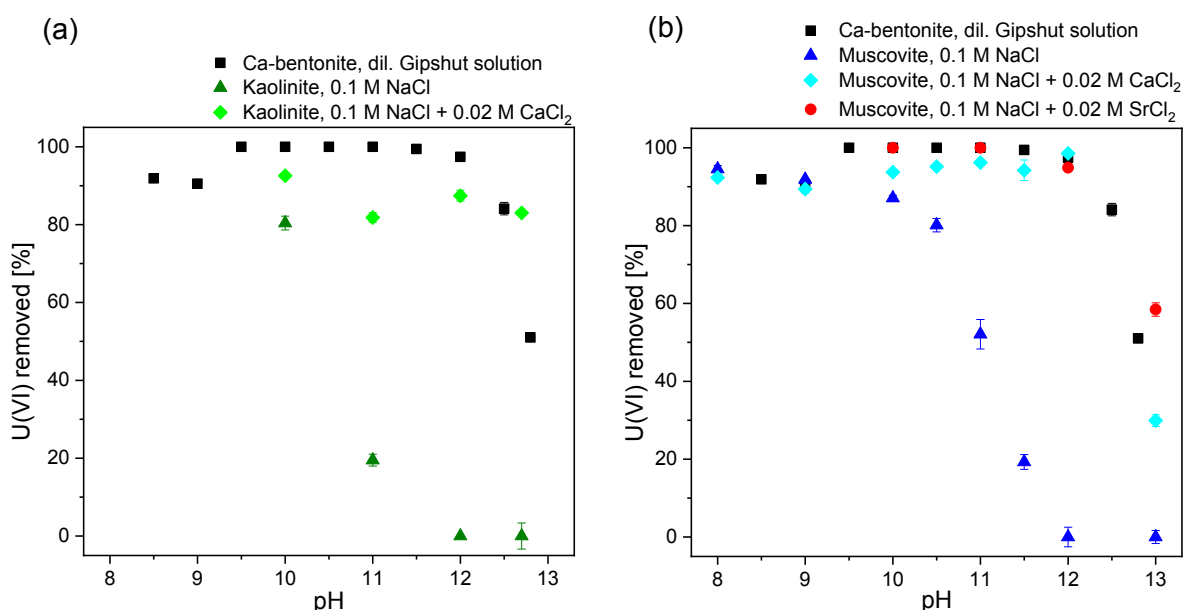 (a)
Ca-bentonite, dil. Gipshut solution
Kaolinite, 0.1 M NaCl
Kaolinite, 0.1 M NaCl + 0.02 M CaCl₂
U(VI) removed [%]
100
80
60
40
20
0
8 9 10 11 12 13
pH
(b)
Ca-bentonite, dil. Gipshut solution
Muscovite, 0.1 M NaCl
Muscovite, 0.1 M NaCl + 0.02 M CaCl₂
Muscovite, 0.1 M NaCl + 0.02 M SrCl₂
U(VI) removed [%]
100
80
60
40
20
0
8 9 10 11 12 13
pH